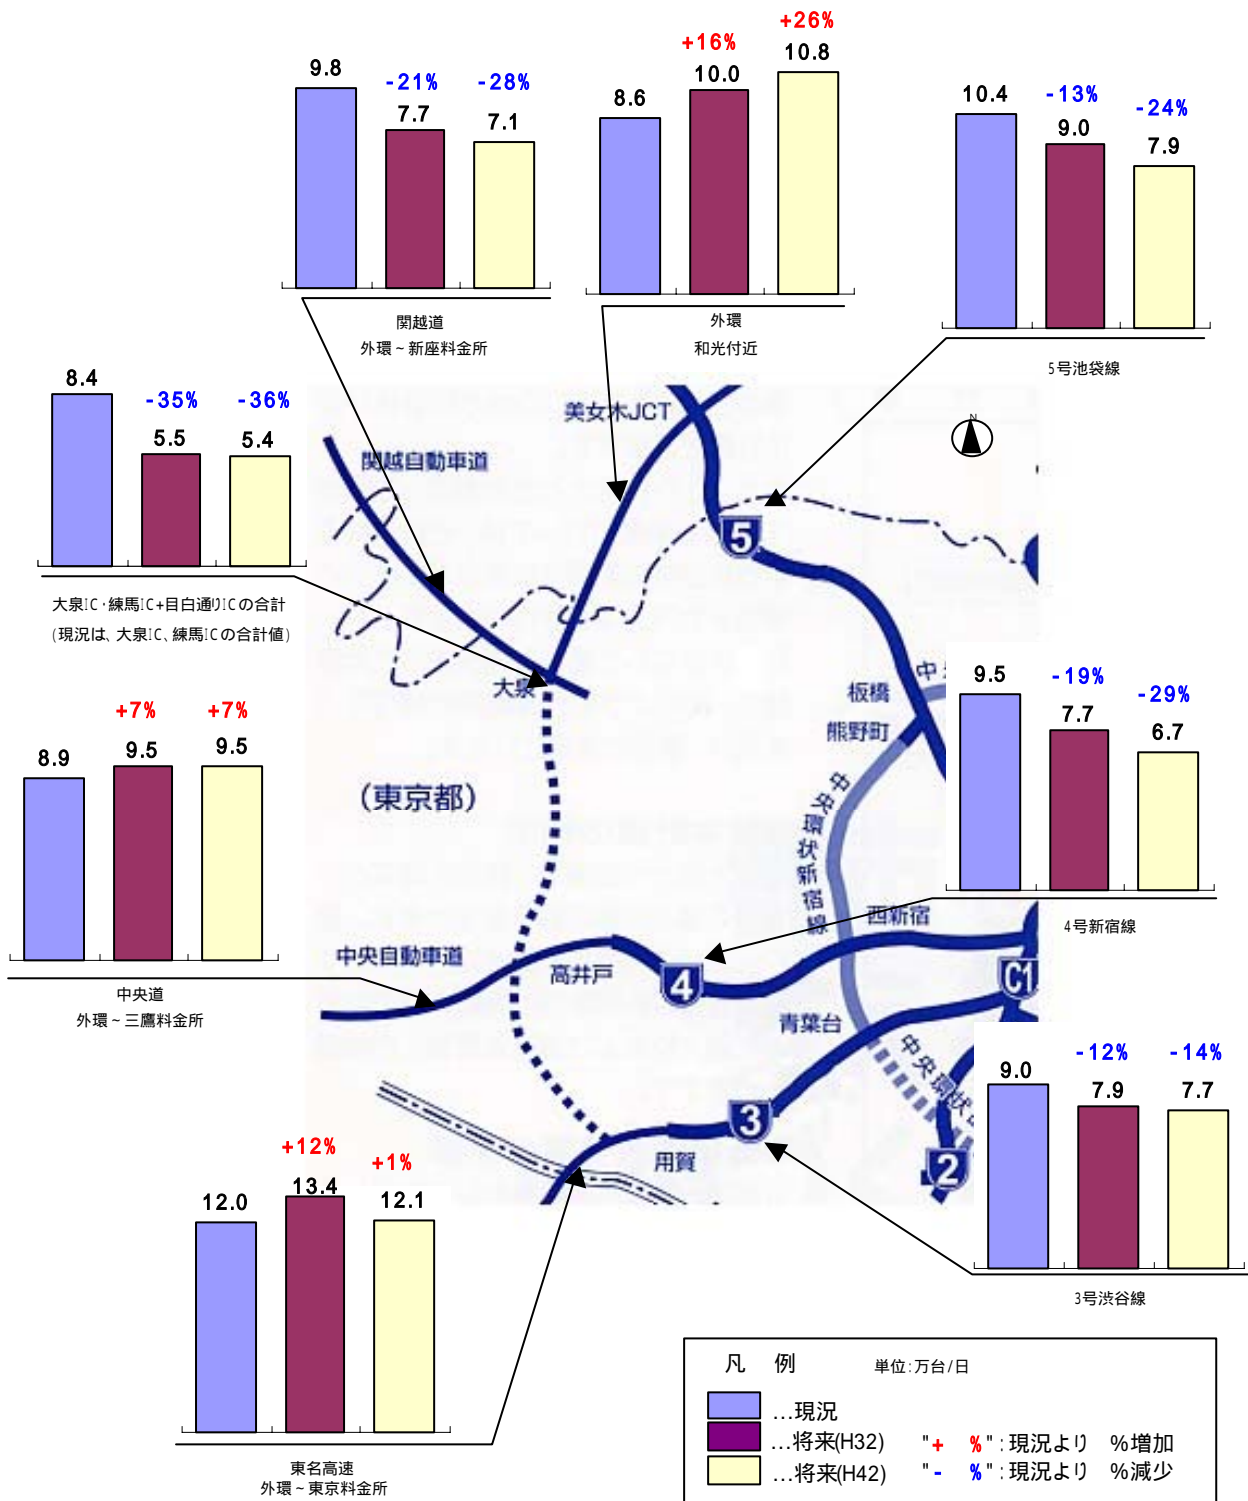 9.8
-21%
7.7
-28%
7.1
関越道
外環~新座料金所
8.6
+16%
10.0
+26%
10.8
外環
和光付近
10.4
-13%
9.0
-24%
7.9
5号池袋線
8.4
-35%
5.5
-36%
5.4
大泉IC・練馬IC+目白通りICの合計
(現況は、大泉IC、練馬ICの合計値)
美女木JCT
関越自動車道
N
5
大泉
板橋
熊野町
中央環状新宿線
(東京都)
中央自動車道
高井戸
4
西新宿
C1
青葉台
中央環状
3
用賀
2
8.9
+7%
9.5
+7%
9.5
中央道
外環~三鷹料金所
9.5
-19%
7.7
-29%
6.7
4号新宿線
9.0
-12%
7.9
-14%
7.7
3号渋谷線
12.0
+12%
13.4
+1%
12.1
東名高速
外環~東京料金所
凡 例 単位:万台/日
...現況
...将来(H32) "+ %":現況より %増加
...将来(H42) "- %":現況より %減少